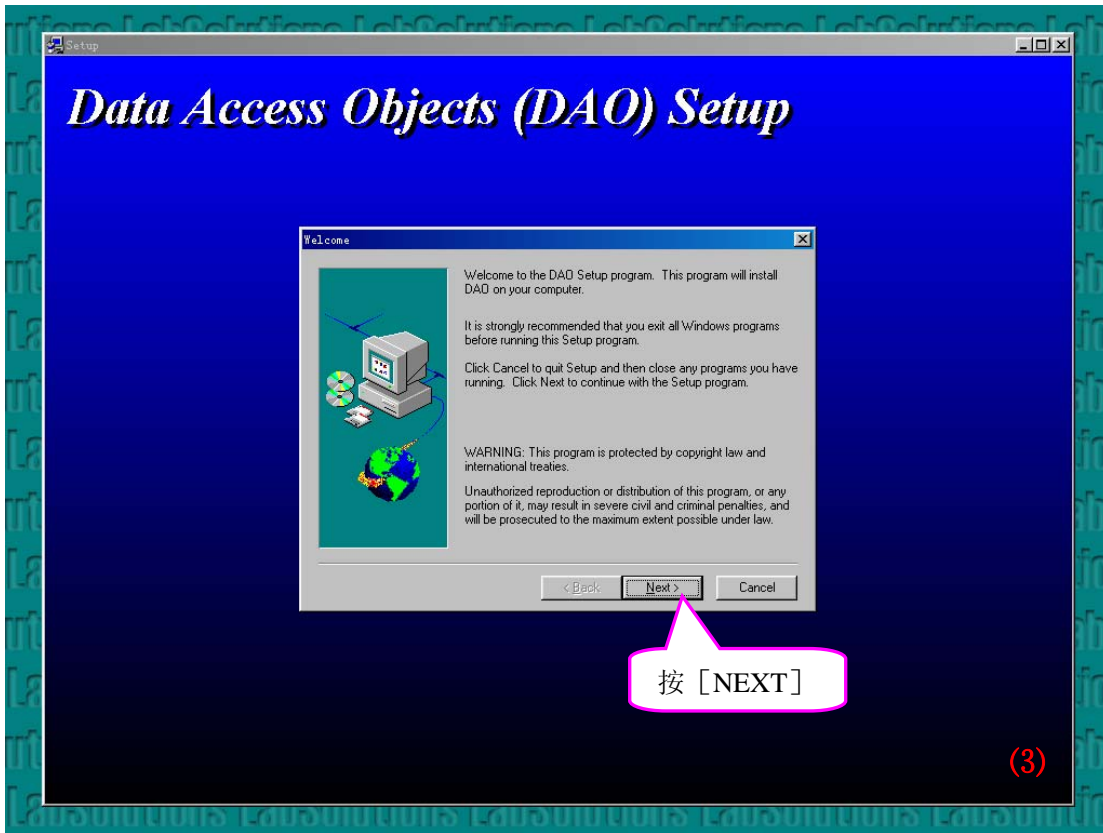 Setup
Data Access Objects (DAO) Setup
Welcome
Welcome to the DAO Setup program. This program will install
DAO on your computer.
It is strongly recommended that you exit all Windows programs
before running this Setup program.
Click Cancel to quit Setup and then close any programs you have
running. Click Next to continue with the Setup program.
WARNING: This program is protected by copyright law and
international treaties.
Unauthorized reproduction or distribution of this program, or any
portion of it, may result in severe civil and criminal penalties, and
will be prosecuted to the maximum extent possible under law.
< Back
Next >
Cancel
按［NEXT］
(3)